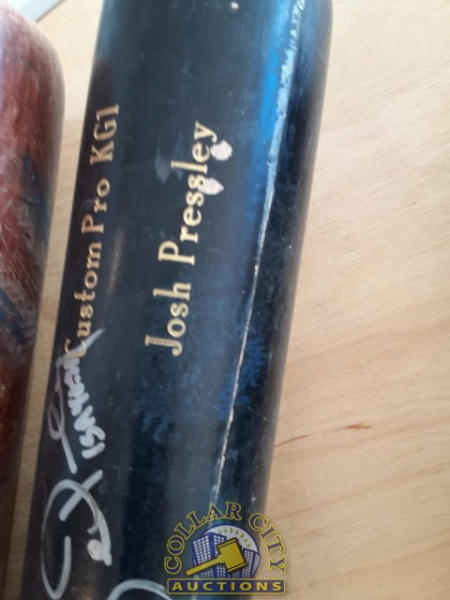 Custom Pro KG1
Josh Pressley
COLLAR CITY
AUCTIONS